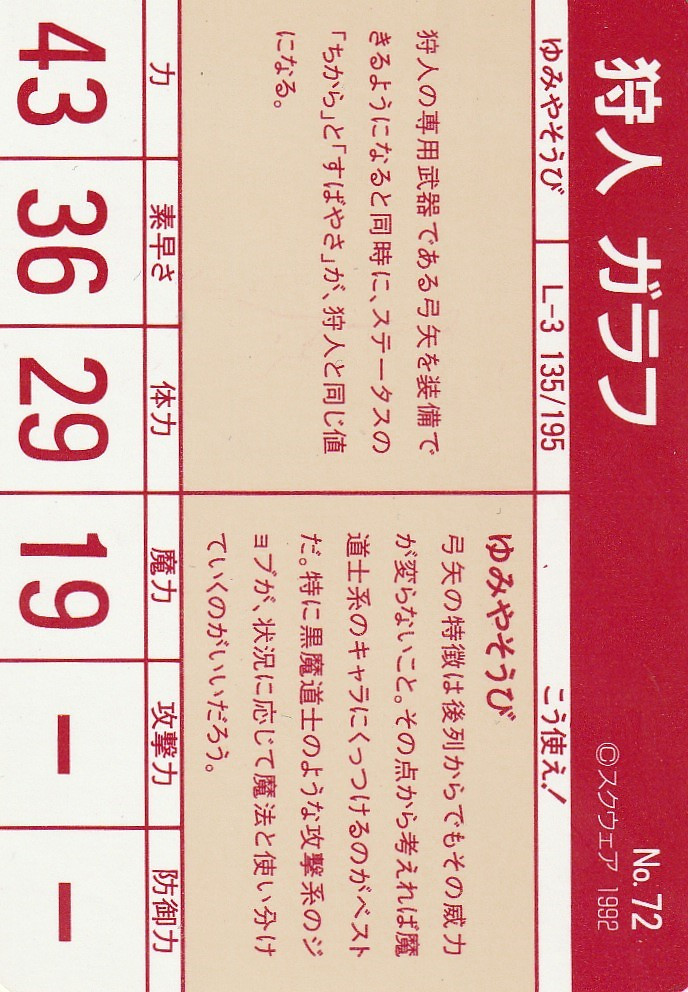 狩人 ガラフ
No. 72
©スクウェア 1992
ゆみやそうび
L-3 135/195
こう使え!
狩人の専用武器である弓矢を装備で
きるようになると同時に、ステータスの
「ちから」と「すばやさ」が、狩人と同じ値
になる。
ゆみやそうび
弓矢の特徴は後列からでもその威力
が変らないこと。その点から考えれば魔
道士系のキャラにくっつけるのがベスト
だ。特に黒魔道士のような攻撃系のジ
ョブが、状況に応じて魔法と使い分け
ていくのがいいだろう。
力 素早さ 体力 魔力 攻撃力 防御力
43 36 29 19 ー ー